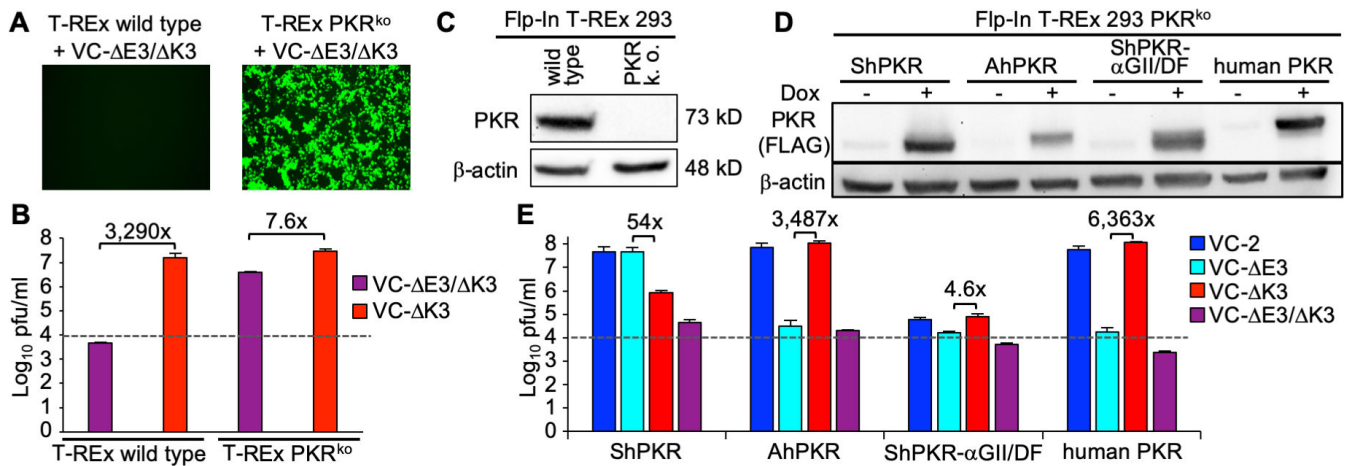 A
T-REx wild type
+ VC-ΔE3/ΔK3
T-REx PKRᵏᵒ
+ VC-ΔE3/ΔK3
B
3,290x
7.6x
8
7
6
5
4
3
2
1
0
Log₁₀ pfu/ml
VC-ΔE3/ΔK3
VC-ΔK3
T-REx wild type
T-REx PKRᵏᵒ
C
Flp-In T-REx 293
wild type
PKR k. o.
PKR
73 kD
β-actin
48 kD
D
Flp-In T-REx 293 PKRᵏᵒ
ShPKR
AhPKR
ShPKR-
αGII/DF
human PKR
Dox - + - + - + - +
PKR
(FLAG)
β-actin
E
54x
3,487x
4.6x
6,363x
8
7
6
5
4
3
2
1
0
Log₁₀ pfu/ml
VC-2
VC-ΔE3
VC-ΔK3
VC-ΔE3/ΔK3
ShPKR
AhPKR
ShPKR-αGII/DF
human PKR